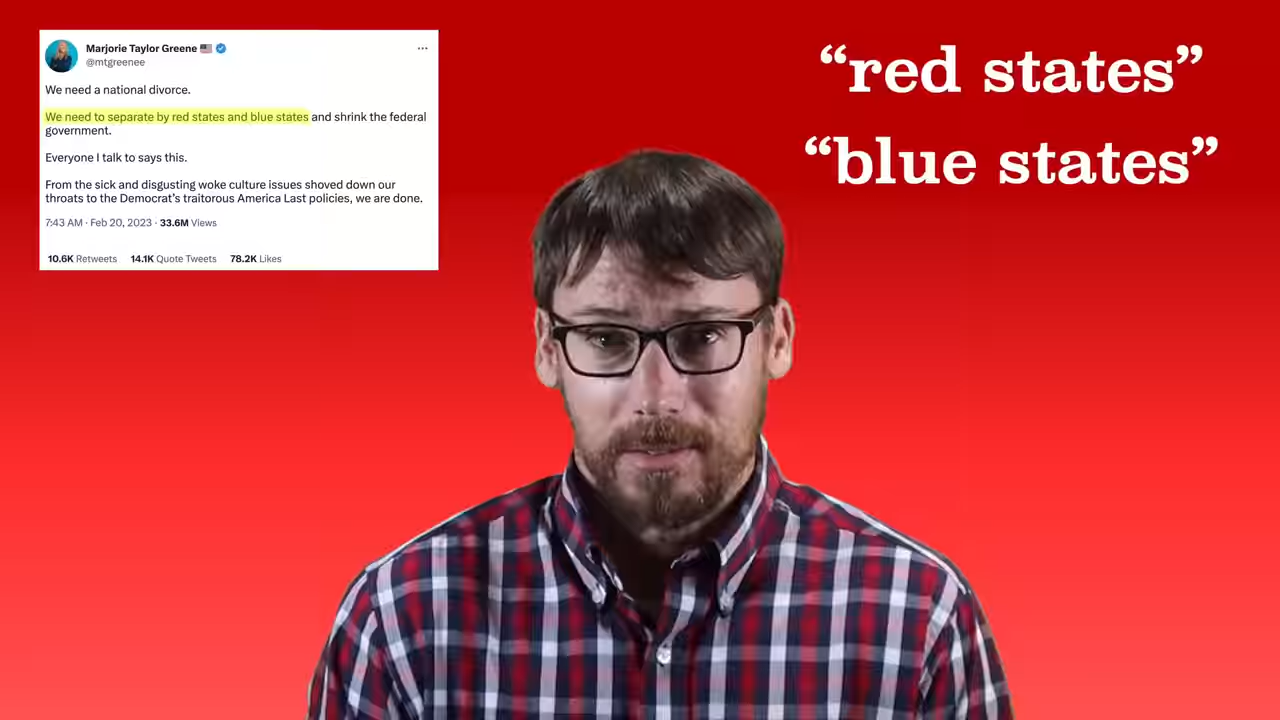 Marjorie Taylor Greene 🇺🇸
@mtgreenee
We need a national divorce.
We need to separate by red states and blue states and shrink the federal
government.
Everyone I talk to says this.
From the sick and disgusting woke culture issues shoved down our
throats to the Democrat’s traitorous America Last policies, we are done.
7:43 AM · Feb 20, 2023 · 33.6M Views
10.6K Retweets 14.1K Quote Tweets 78.2K Likes
“red states”
“blue states”